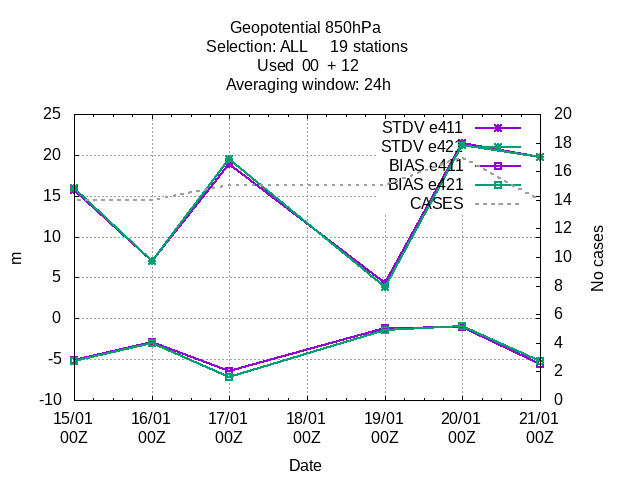 Geopotential 850hPa
Selection: ALL     19 stations
Used  00  + 12
Averaging window: 24h
25
20
15
10
5
0
-5
-10
m
20
18
16
14
12
10
8
6
4
2
0
No cases
STDV e411
STDV e421
BIAS e411
BIAS e421
CASES
15/01 16/01 17/01 18/01 19/01 20/01 21/01
00Z 00Z 00Z 00Z 00Z 00Z 00Z
Date